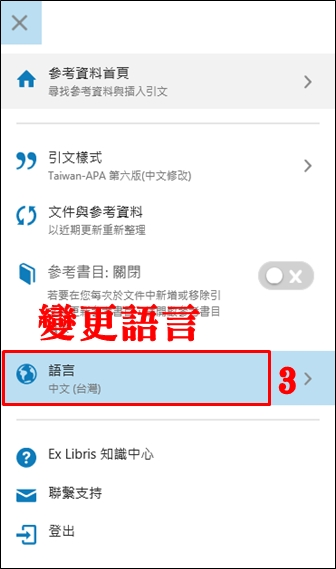 參考資料首頁
尋找參考資料與插入引文
引文樣式
Taiwan-APA 第六版(中文修改)
文件與參考資料
以近期更新重新整理
參考書目: 關閉
若要在您每次於文件中新增或移除引
變更語言
語言
中文 (台灣)
3
Ex Libris 知識中心
聯繫支持
登出